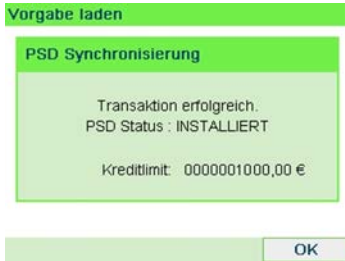 Vorgabe laden
PSD Synchronisierung
Transaktion erfolgreich.
PSD Status : INSTALLIERT
Kreditlimit: 0000001000,00 €
OK